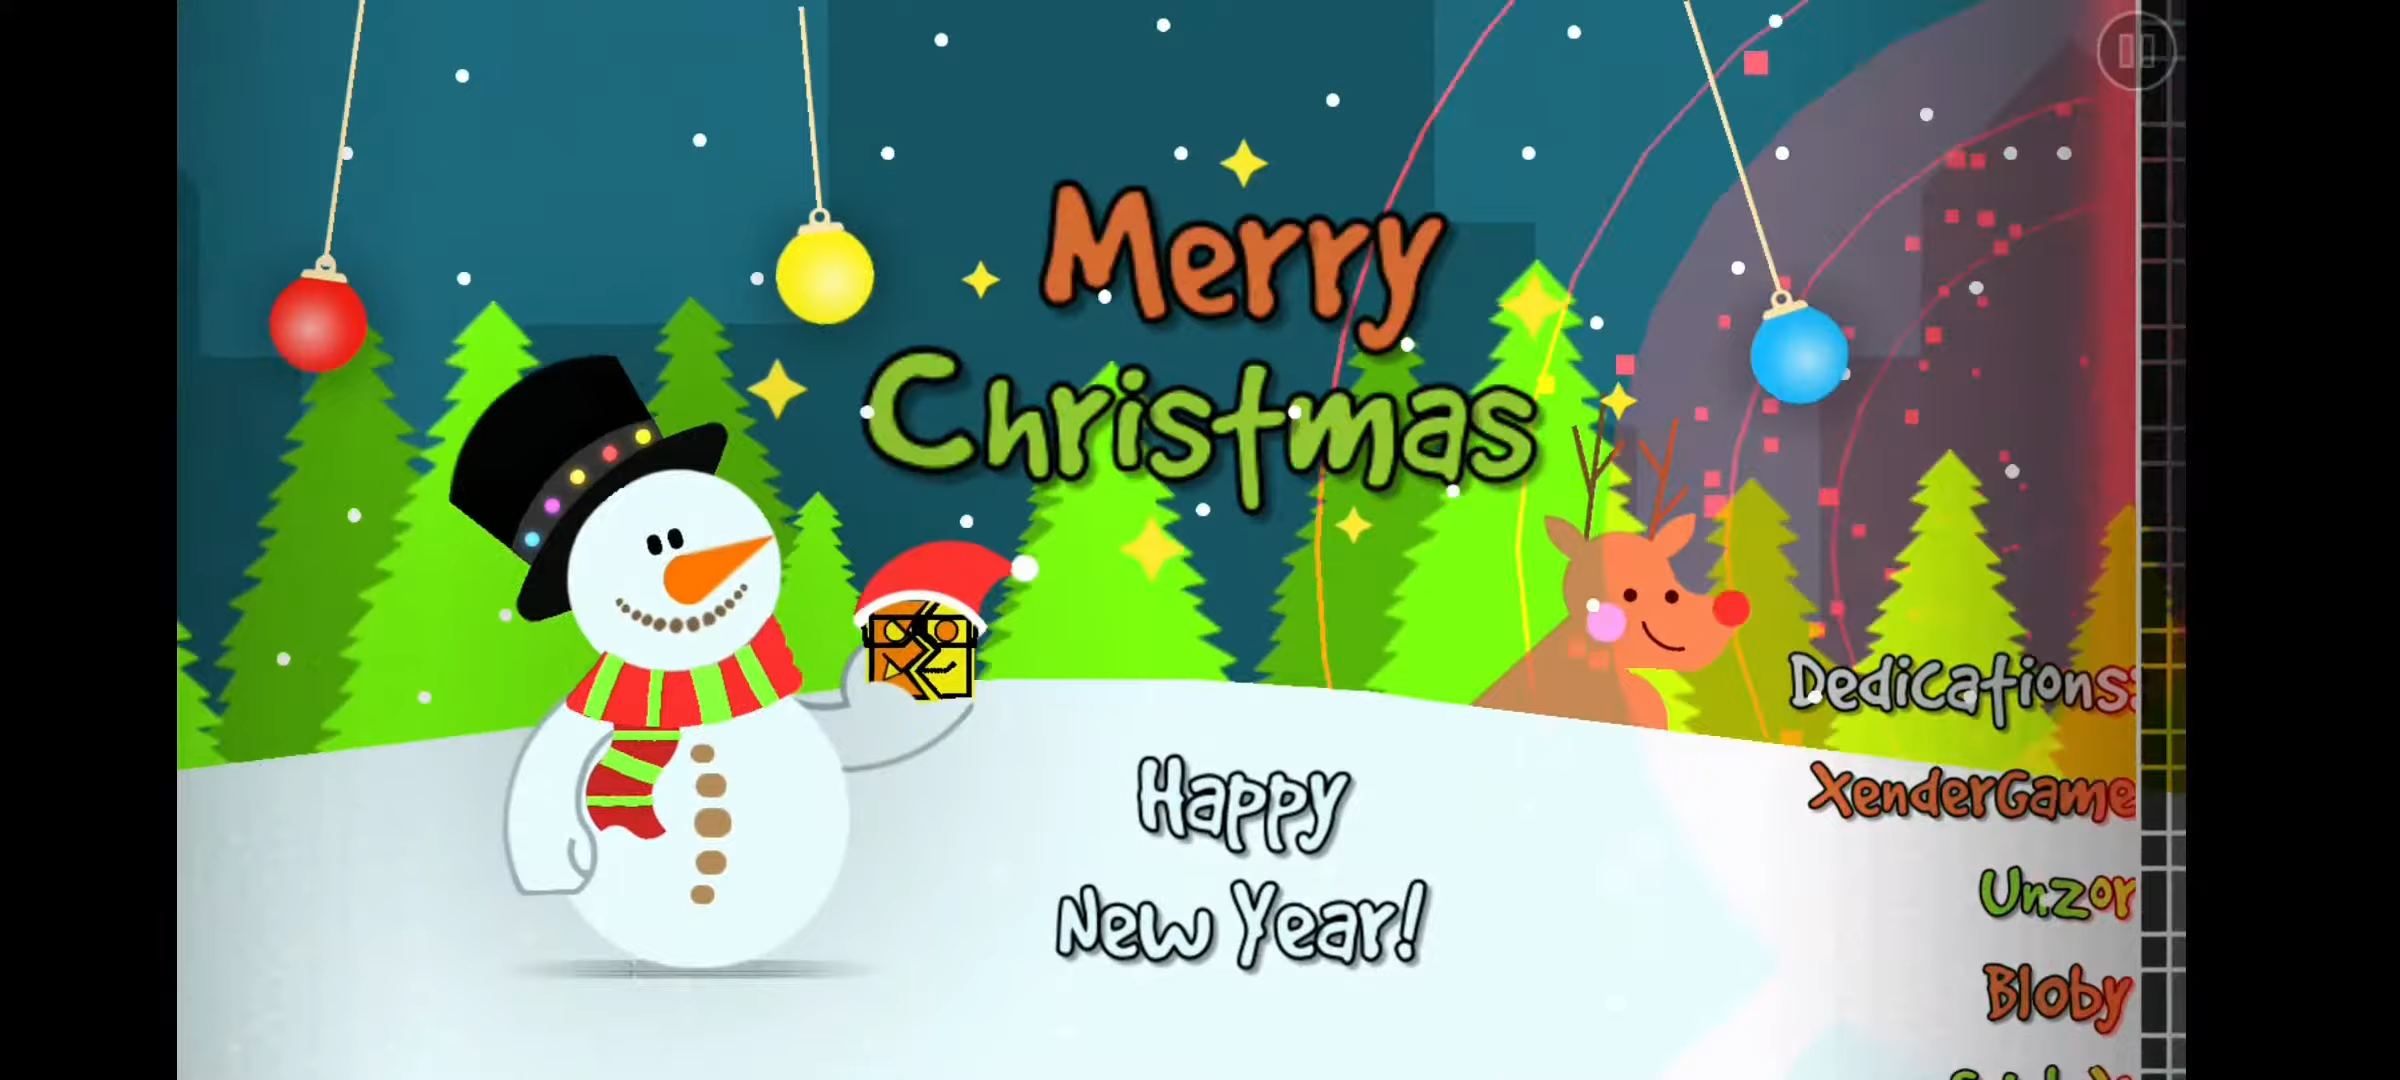 Merry
Christmas
Happy
New Year!
Dedications:
XenderGame
Unzor
Bloby